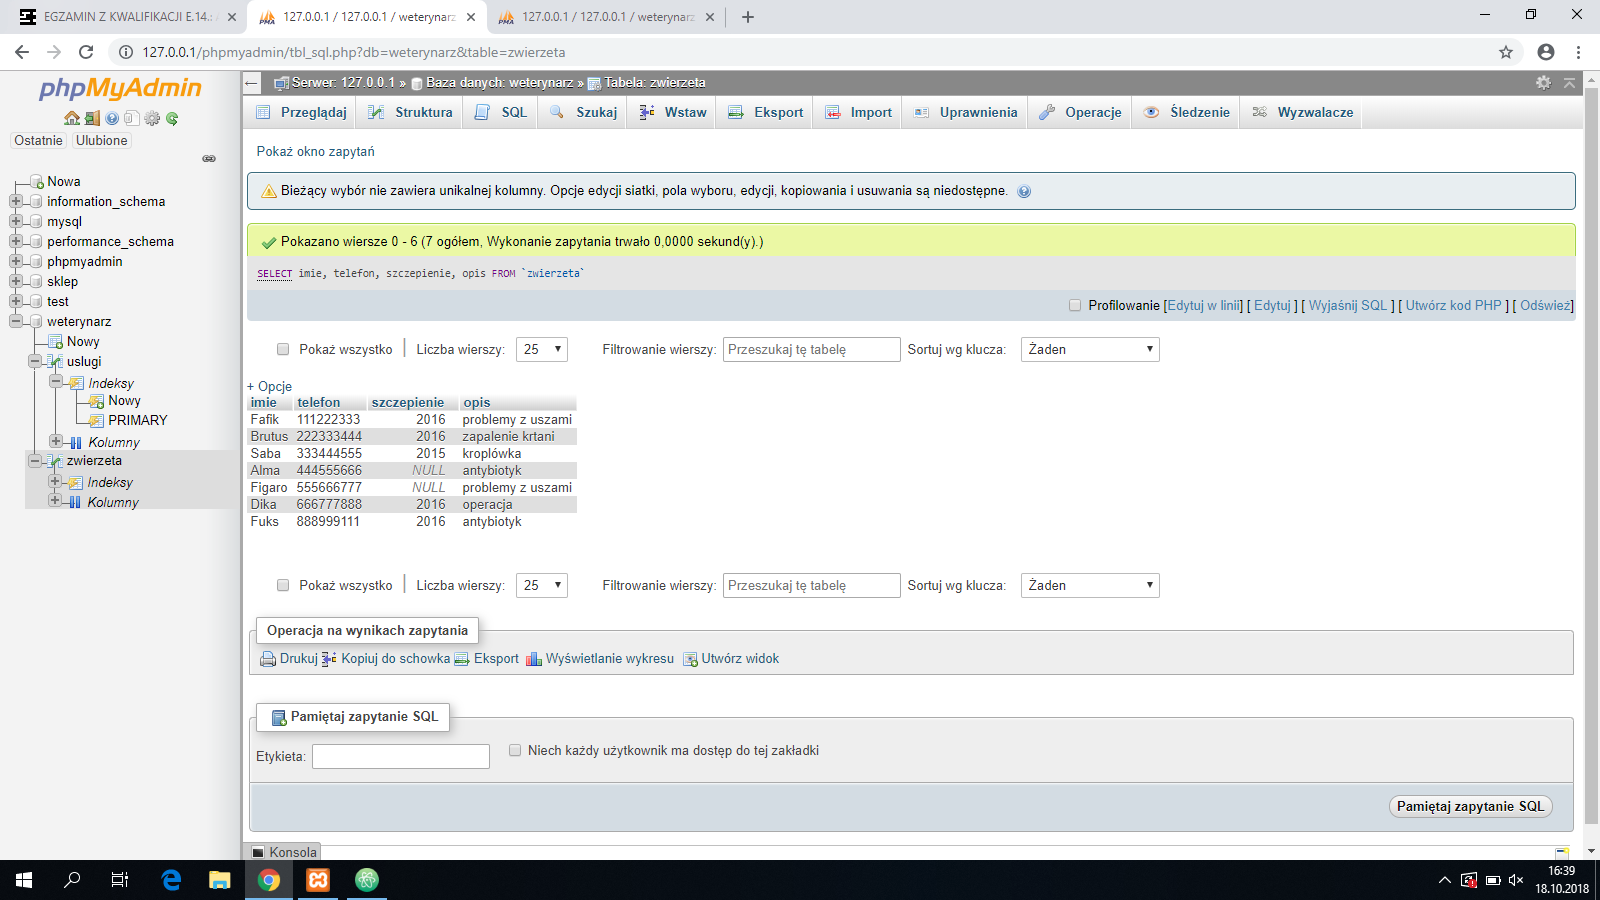 EGZAMIN Z KWALIFIKACJI E.14.:
127.0.0.1 / 127.0.0.1 / weterynarz
127.0.0.1 / 127.0.0.1 / weterynarz
127.0.0.1/phpmyadmin/tbl_sql.php?db=weterynarz&table=zwierzeta
phpMyAdmin
Ostatnie Ulubione
Nowa
information_schema
mysql
performance_schema
phpmyadmin
sklep
test
weterynarz
Nowy
uslugi
Indeksy
Nowy
PRIMARY
Kolumny
zwierzeta
Indeksy
Kolumny
Serwer: 127.0.0.1 » Baza danych: weterynarz » Tabela: zwierzeta
Przeglądaj Struktura SQL Szukaj Wstaw Eksport Import Uprawnienia Operacje Śledzenie Wyzwalacze
Pokaż okno zapytań
Bieżący wybór nie zawiera unikalnej kolumny. Opcje edycji siatki, pola wyboru, edycji, kopiowania i usuwania są niedostępne.
Pokazano wiersze 0 - 6 (7 ogółem, Wykonanie zapytania trwało 0,0000 sekund(y).)
SELECT imie, telefon, szczepienie, opis FROM `zwierzeta`
Profilowanie [Edytuj w linii] [ Edytuj ] [ Wyjaśnij SQL ] [ Utwórz kod PHP ] [ Odśwież]
Pokaż wszystko | Liczba wierszy: 25 Filtrowanie wierszy: Przeszukaj tę tabelę Sortuj wg klucza: Żaden
+ Opcje
imie telefon szczepienie opis
Fafik 111222333 2016 problemy z uszami
Brutus 222333444 2016 zapalenie krtani
Saba 333444555 2015 kroplówka
Alma 444555666 NULL antybiotyk
Figaro 555666777 NULL problemy z uszami
Dika 666777888 2016 operacja
Fuks 888999111 2016 antybiotyk
Pokaż wszystko | Liczba wierszy: 25 Filtrowanie wierszy: Przeszukaj tę tabelę Sortuj wg klucza: Żaden
Operacja na wynikach zapytania
Drukuj Kopiuj do schowka Eksport Wyświetlanie wykresu Utwórz widok
Pamiętaj zapytanie SQL
Etykieta: Niech każdy użytkownik ma dostęp do tej zakładki
Pamiętaj zapytanie SQL
Konsola
16:39
18.10.2018